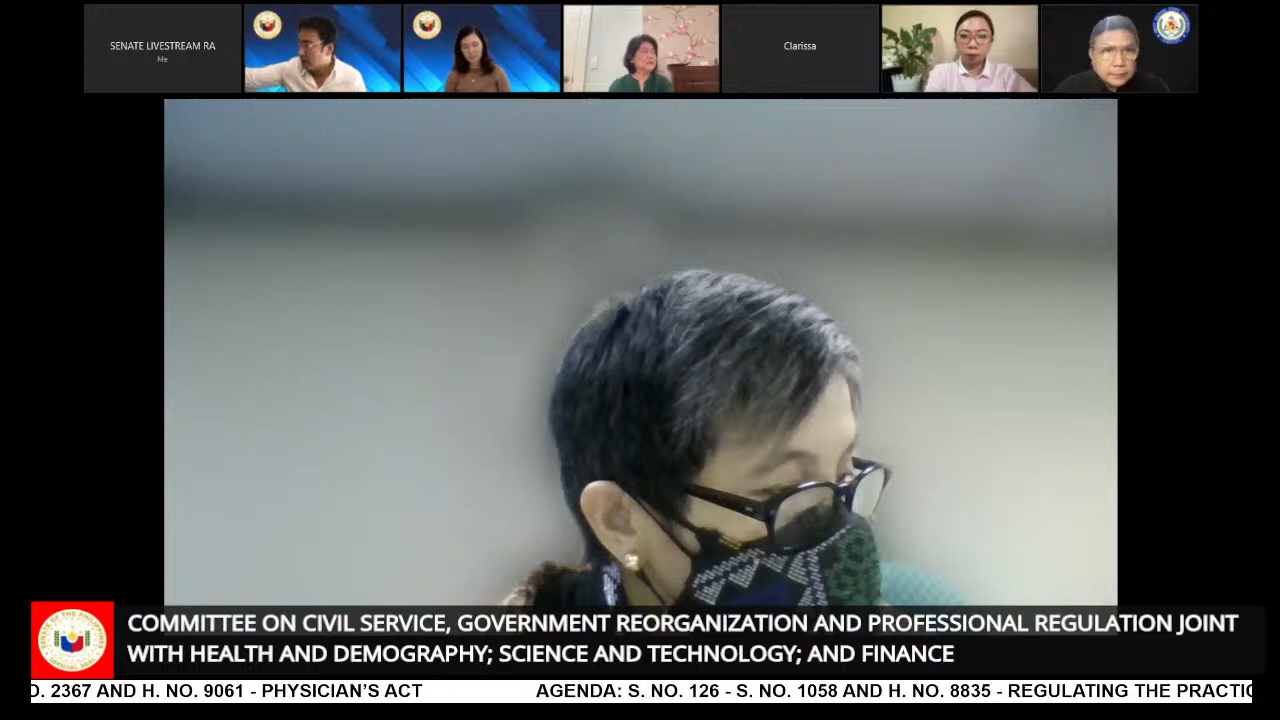 SENATE LIVESTREAM RA
Me
Clarissa
COMMITTEE ON CIVIL SERVICE, GOVERNMENT REORGANIZATION AND PROFESSIONAL REGULATION JOINT
WITH HEALTH AND DEMOGRAPHY; SCIENCE AND TECHNOLOGY; AND FINANCE
O. 2367 AND H. NO. 9061 - PHYSICIAN'S ACT AGENDA: S. NO. 126 - S. NO. 1058 AND H. NO. 8835 - REGULATING THE PRACTIC